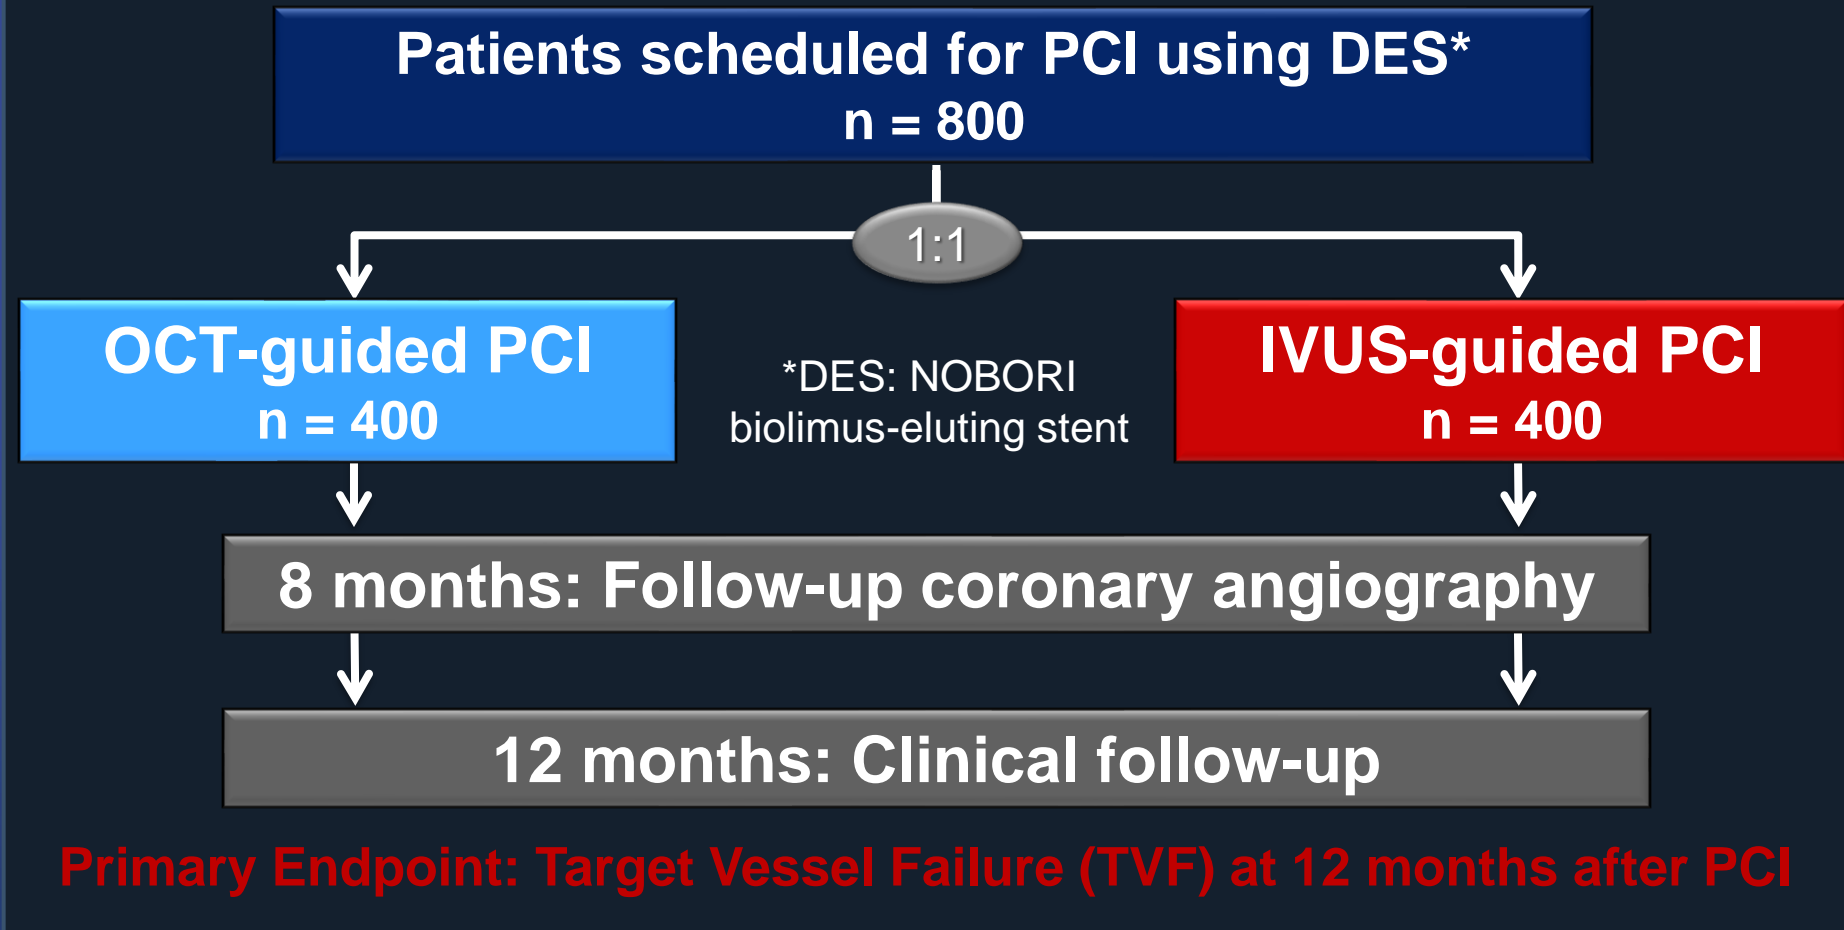 Patients scheduled for PCI using DES*
n = 800
1:1
OCT-guided PCI
n = 400
*DES: NOBORI
biolimus-eluting stent
IVUS-guided PCI
n = 400
8 months: Follow-up coronary angiography
12 months: Clinical follow-up
Primary Endpoint: Target Vessel Failure (TVF) at 12 months after PCI